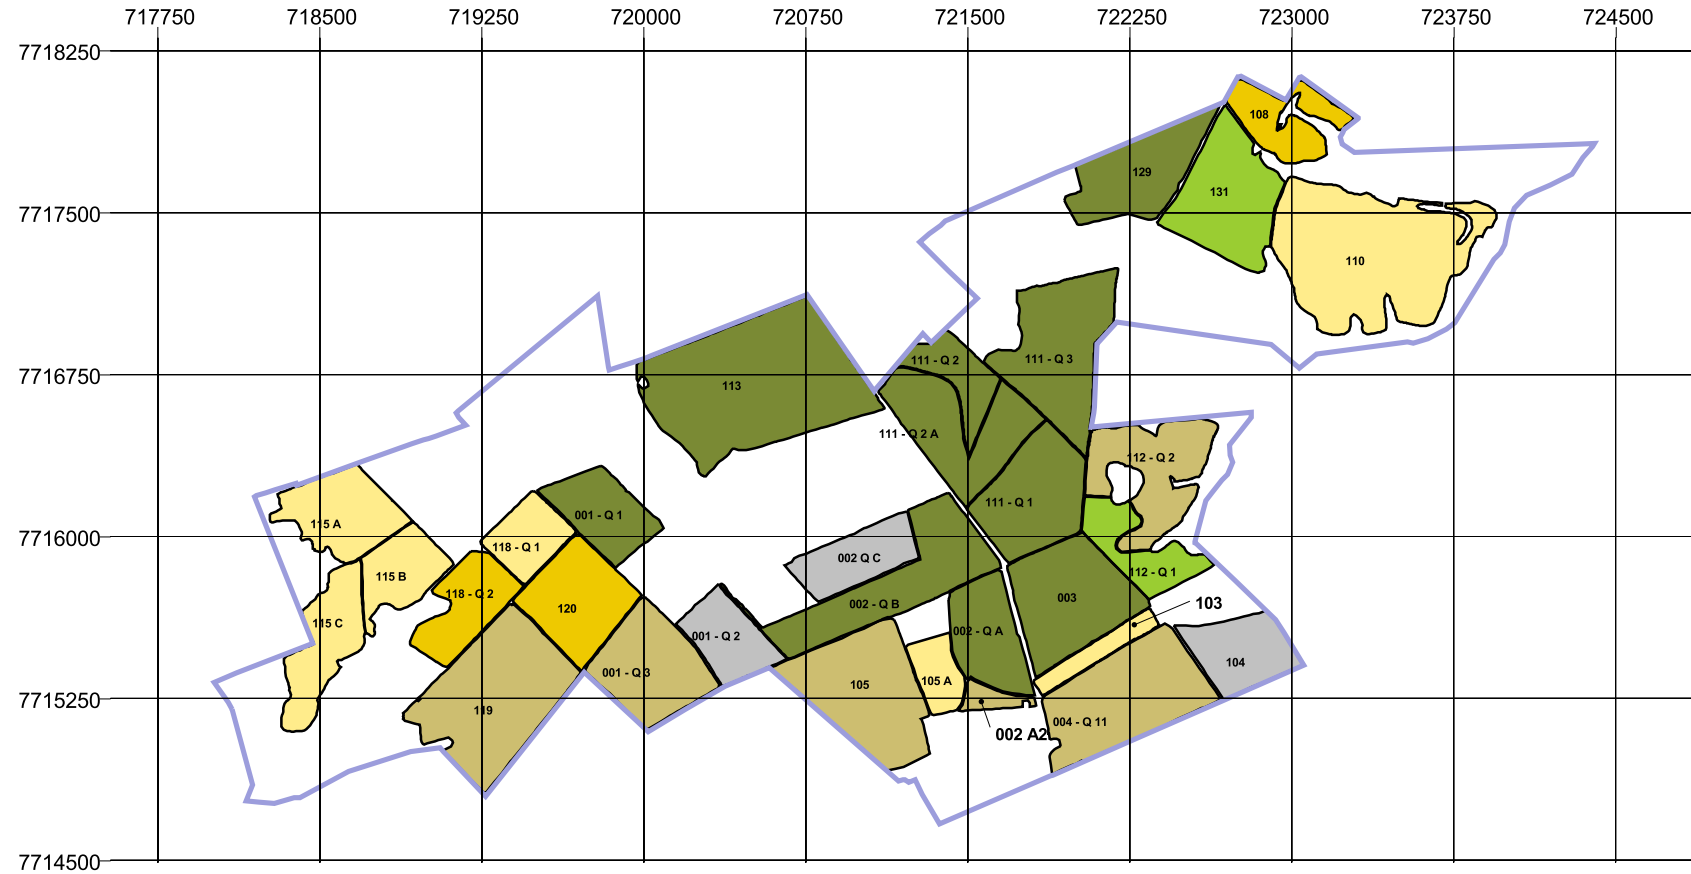 717750 718500 719250 720000 720750 721500 722250 723000 723750 724500
7718250
108
129
131
7717500
110
7716750
111 - Q 2
111 - Q 3
113
111 - Q 2 A
112 - Q 2
111 - Q 1
001 - Q 1
115 A
7716000
118 - Q 1
002 Q C
112 - Q 1
115 B
118 - Q 2
003
002 - Q B
103
120
115 C
002 - Q A
001 - Q 2
104
001 - Q 3
105 A
105
7715250
119
004 - Q 11
002 A2
7714500